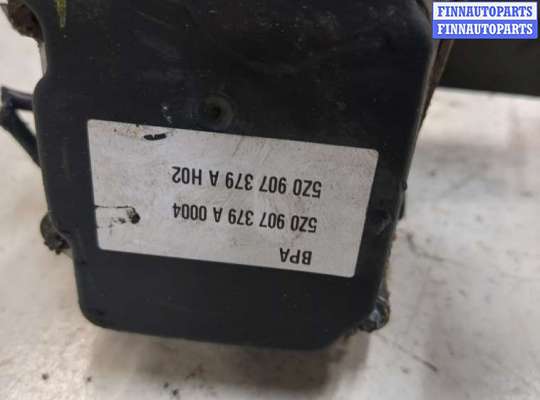 FINNAUTOPARTS
FINNAUTOPARTS
BPA
5Z0 907 379 A 0004
5Z0 907 379 A H02